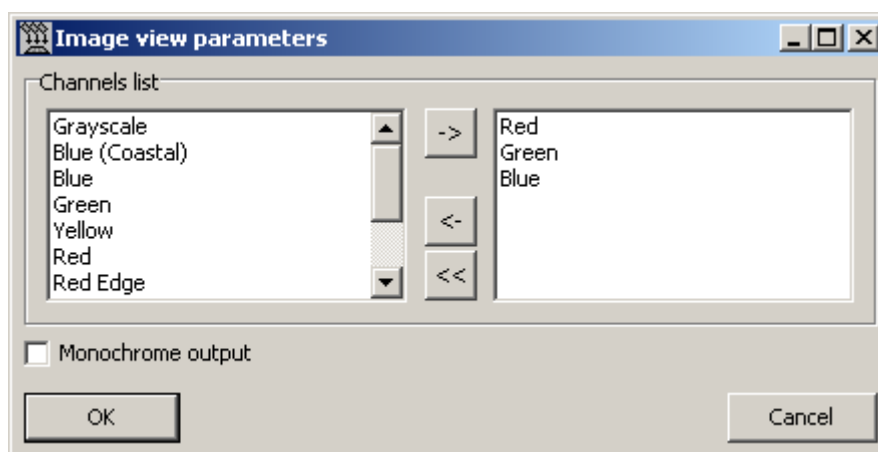 Image view parameters
Channels list
Grayscale
Blue (Coastal)
Blue
Green
Yellow
Red
Red Edge
->
<-
<<
Red
Green
Blue
Monochrome output
OK
Cancel